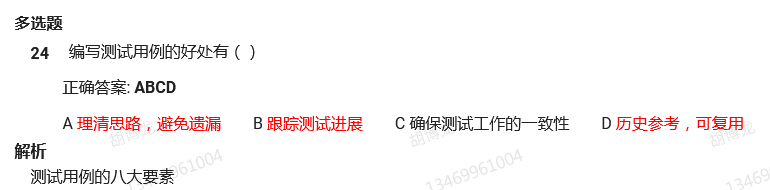 多选题
24 编写测试用例的好处有（ ）
正确答案: ABCD
A 理清思路，避免遗漏 B 跟踪测试进展 C 确保测试工作的一致性 D 历史参考，可复用
解析
测试用例的八大要素
13469961004
13469961004